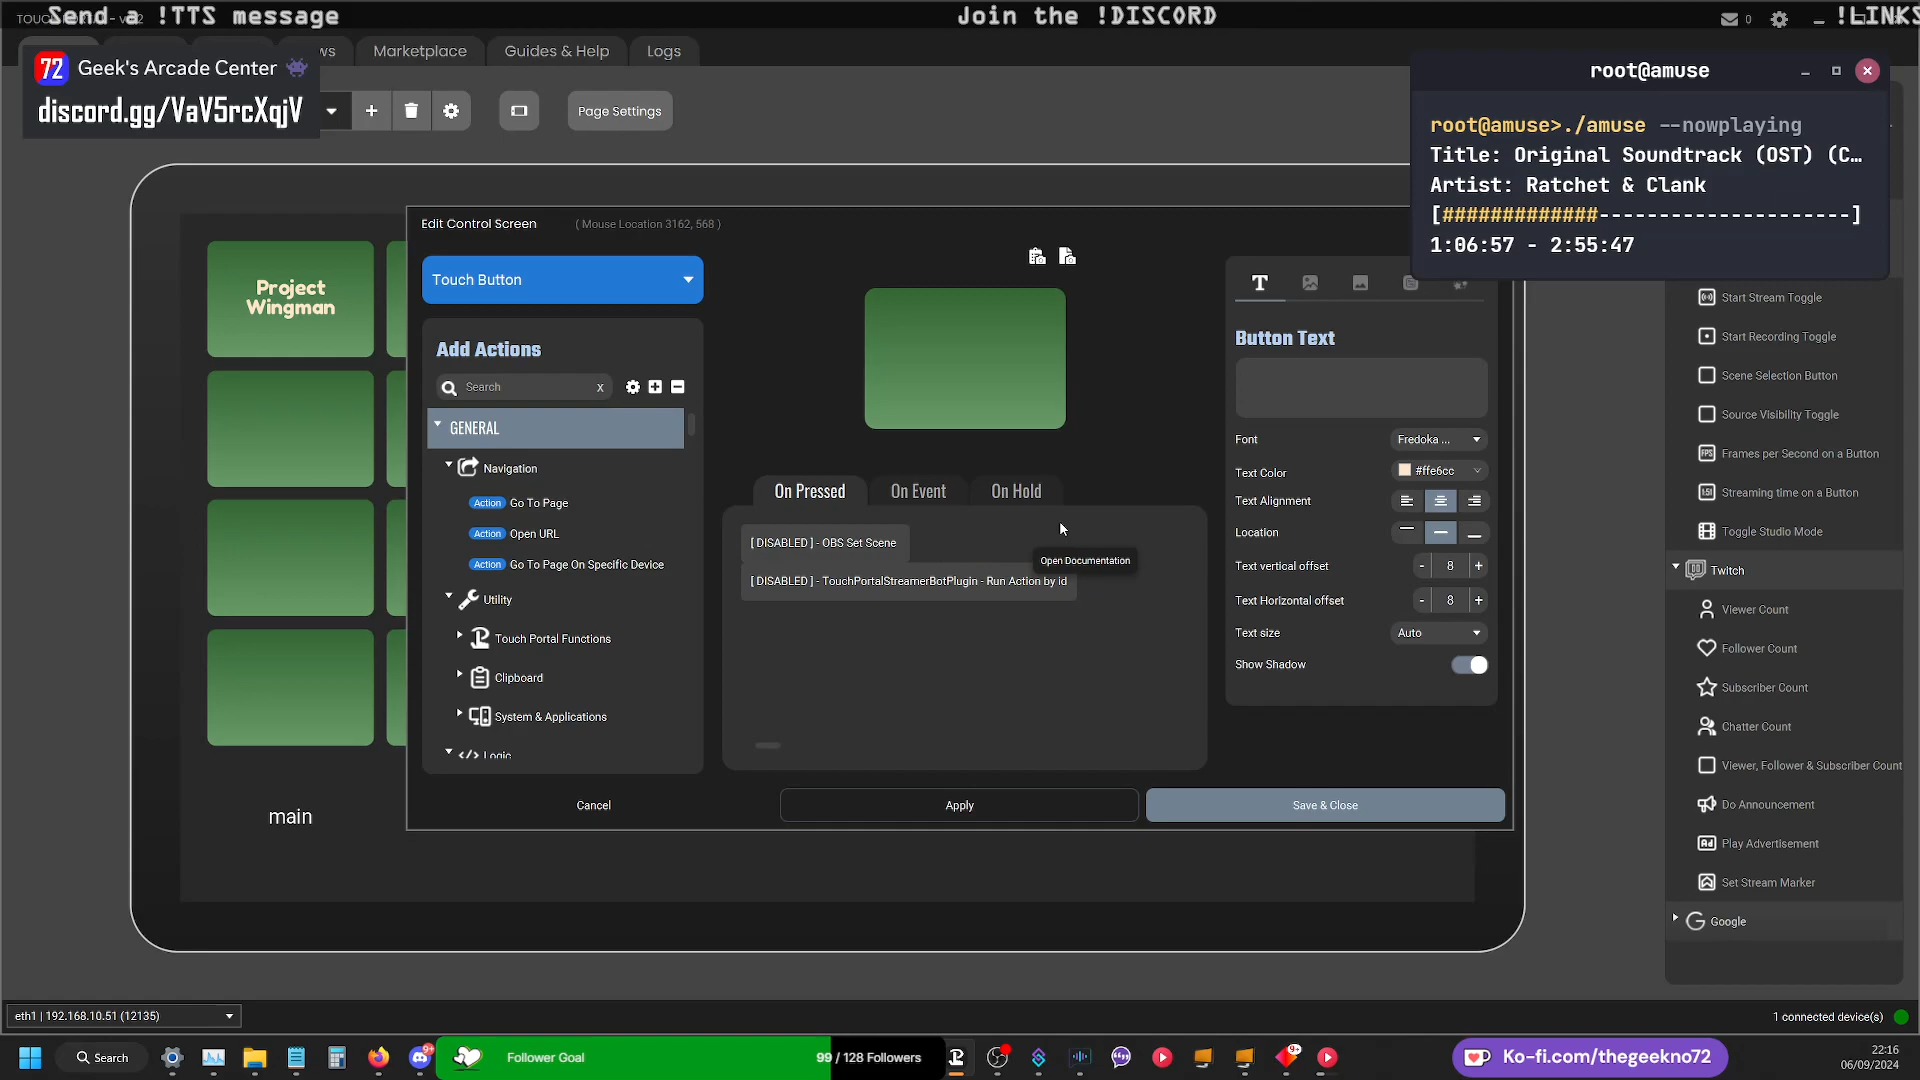 Send a !TTS message
Join the !DISCORD
!LINKS
0
Marketplace
Guides & Help
Logs
72 Geek's Arcade Center
discord.gg/VaV5rcXqjV
Page Settings
root@amuse
root@amuse>./amuse --nowplaying
Title: Original Soundtrack (OST) (C…
Artist: Ratchet & Clank
[#############---------------------]
1:06:57 - 2:55:47
Project
Wingman
main
Edit Control Screen
( Mouse Location 3162, 568 )
Touch Button
Add Actions
Search
x
GENERAL
Navigation
Action Go To Page
Action Open URL
Action Go To Page On Specific Device
Utility
Touch Portal Functions
Clipboard
System & Applications
Logic
On Pressed
On Event
On Hold
[ DISABLED ] - OBS Set Scene
Open Documentation
[ DISABLED ] - TouchPortalStreamerBotPlugin - Run Action by id
Button Text
Font
Fredoka ...
Text Color
#ffe6cc
Text Alignment
Location
Text vertical offset
- 8 +
Text Horizontal offset
- 8 +
Text size
Auto
Show Shadow
Cancel
Apply
Save & Close
Start Stream Toggle
Start Recording Toggle
Scene Selection Button
Source Visibility Toggle
FPS Frames per Second on a Button
Streaming time on a Button
Toggle Studio Mode
Twitch
Viewer Count
Follower Count
Subscriber Count
Chatter Count
Viewer, Follower & Subscriber Count
Do Announcement
Ad Play Advertisement
Set Stream Marker
Google
eth1 | 192.168.10.51 (12135)
1 connected device(s)
Search
9+
Follower Goal
99 / 128 Followers
9+
Ko-fi.com/thegeekno72
22:16
06/09/2024